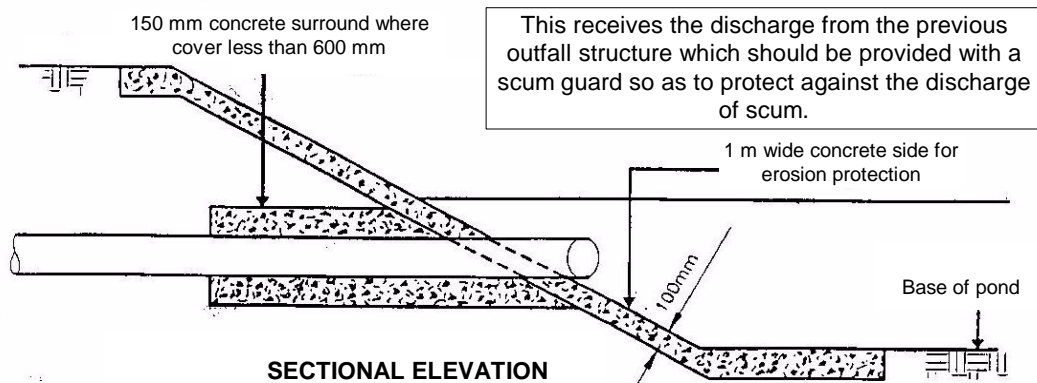 150 mm concrete surround where
cover less than 600 mm
This receives the discharge from the previous
outfall structure which should be provided with a
scum guard so as to protect against the discharge
of scum.
1 m wide concrete side for
erosion protection
100mm
Base of pond
SECTIONAL ELEVATION